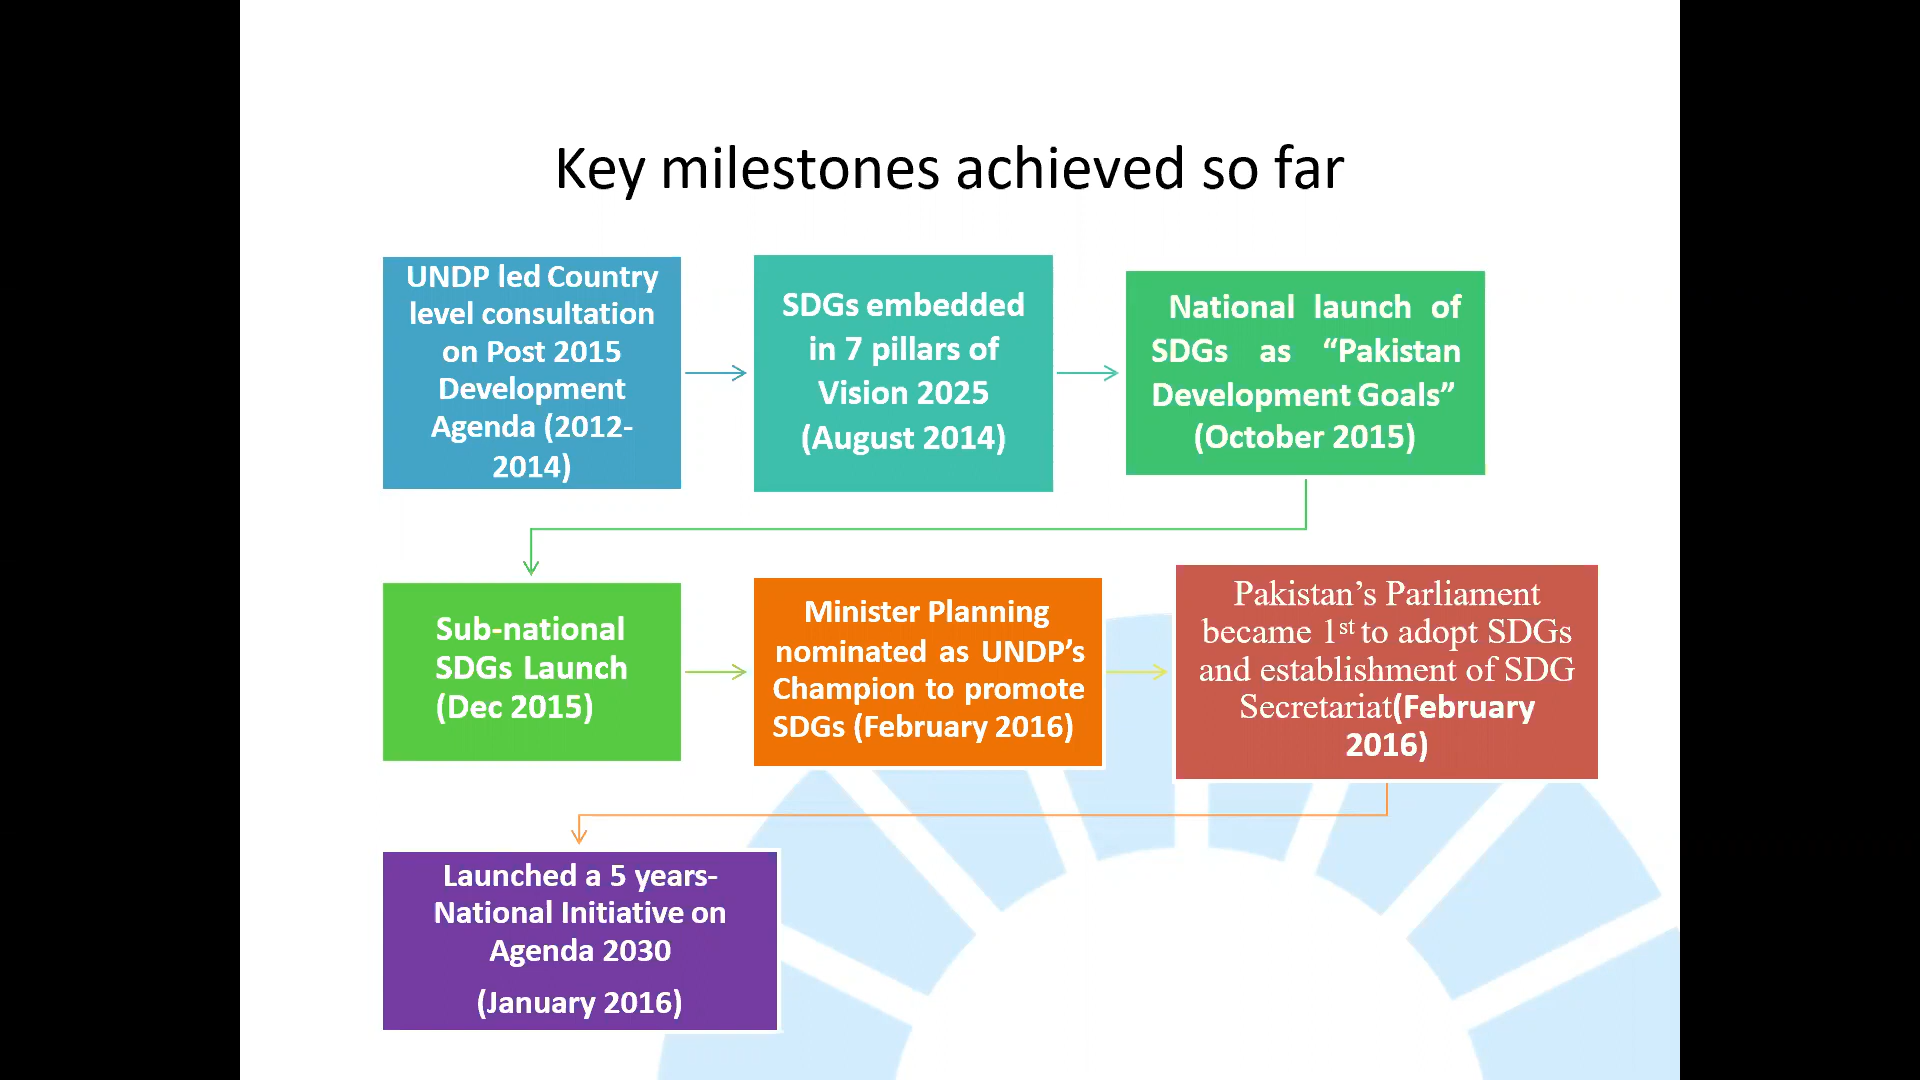 Key milestones achieved so far
UNDP led Country
level consultation
on Post 2015
Development
Agenda (2012-
2014)
SDGs embedded
in 7 pillars of
Vision 2025
(August 2014)
National launch of
SDGs as “Pakistan
Development Goals”
(October 2015)
Sub-national
SDGs Launch
(Dec 2015)
Minister Planning
nominated as UNDP’s
Champion to promote
SDGs (February 2016)
Pakistan’s Parliament
became 1st to adopt SDGs
and establishment of SDG
Secretariat(February
2016)
Launched a 5 years-
National Initiative on
Agenda 2030
(January 2016)